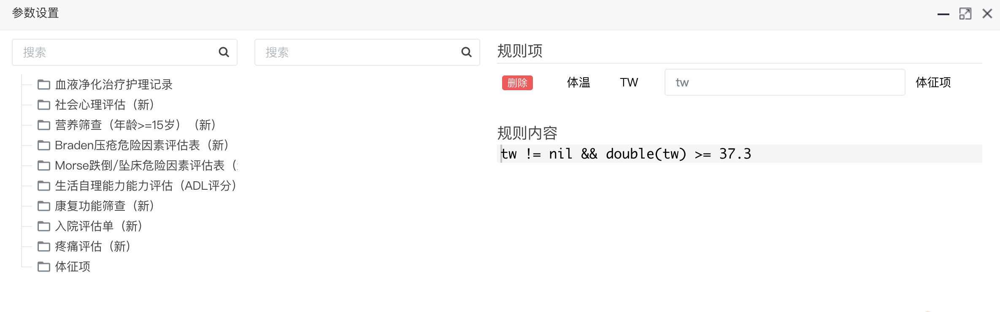 参数设置
搜索
搜索
血液净化治疗护理记录
社会心理评估（新）
营养筛查（年龄>=15岁）（新）
Braden压疮危险因素评估表（新）
Morse跌倒/坠床危险因素评估表（
生活自理能力能力评估（ADL评分）
康复功能筛查（新）
入院评估单（新）
疼痛评估（新）
体征项
规则项
删除 体温 TW tw 体征项
规则内容
tw != nil && double(tw) >= 37.3